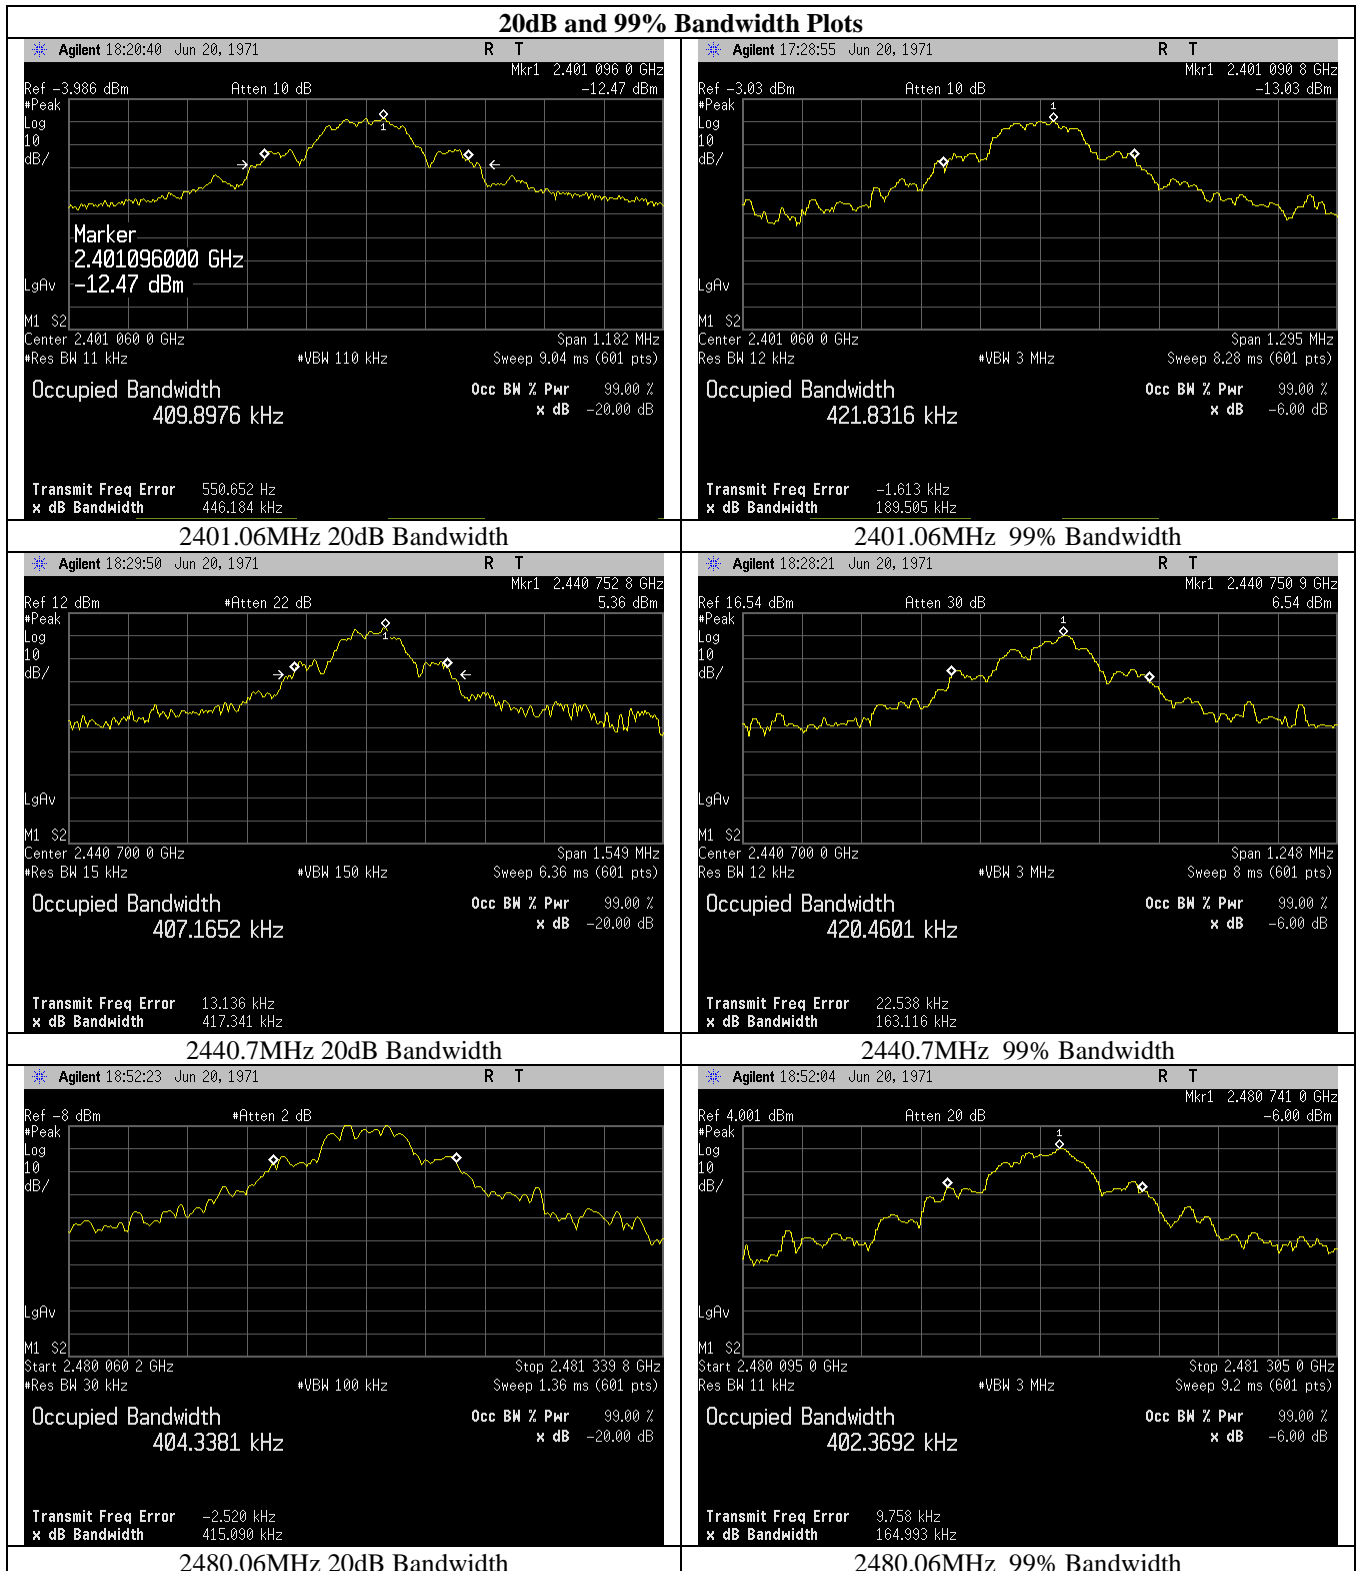 20dB and 99% Bandwidth Plots
Agilent 18:20:40 Jun 20, 1971 R T
Mkr1 2.401 096 0 GHz
Ref -3.986 dBm Atten 10 dB -12.47 dBm
#Peak
Log
10
dB/
1
Marker
2.401096000 GHz
-12.47 dBm
LgAv
M1 S2
Center 2.401 060 0 GHz Span 1.182 MHz
#Res BW 11 kHz #VBW 110 kHz Sweep 9.04 ms (601 pts)
Occupied Bandwidth Occ BW % Pwr 99.00 %
409.8976 kHz x dB -20.00 dB
Transmit Freq Error 550.652 Hz
x dB Bandwidth 446.184 kHz
2401.06MHz 20dB Bandwidth
Agilent 17:28:55 Jun 20, 1971 R T
Mkr1 2.401 090 8 GHz
Ref -3.03 dBm Atten 10 dB -13.03 dBm
#Peak
Log
10
dB/
1
LgAv
M1 S2
Center 2.401 060 0 GHz Span 1.295 MHz
Res BW 12 kHz #VBW 3 MHz Sweep 8.28 ms (601 pts)
Occupied Bandwidth Occ BW % Pwr 99.00 %
421.8316 kHz x dB -6.00 dB
Transmit Freq Error -1.613 kHz
x dB Bandwidth 189.505 kHz
2401.06MHz 99% Bandwidth
Agilent 18:29:50 Jun 20, 1971 R T
Mkr1 2.440 752 8 GHz
Ref 12 dBm #Atten 22 dB 5.36 dBm
#Peak
Log
10
dB/
1
LgAv
M1 S2
Center 2.440 700 0 GHz Span 1.549 MHz
#Res BW 15 kHz #VBW 150 kHz Sweep 6.36 ms (601 pts)
Occupied Bandwidth Occ BW % Pwr 99.00 %
407.1652 kHz x dB -20.00 dB
Transmit Freq Error 13.136 kHz
x dB Bandwidth 417.341 kHz
2440.7MHz 20dB Bandwidth
Agilent 18:28:21 Jun 20, 1971 R T
Mkr1 2.440 750 9 GHz
Ref 16.54 dBm Atten 30 dB 6.54 dBm
#Peak
Log
10
dB/
1
LgAv
M1 S2
Center 2.440 700 0 GHz Span 1.248 MHz
Res BW 12 kHz #VBW 3 MHz Sweep 8 ms (601 pts)
Occupied Bandwidth Occ BW % Pwr 99.00 %
420.4601 kHz x dB -6.00 dB
Transmit Freq Error 22.538 kHz
x dB Bandwidth 163.116 kHz
2440.7MHz 99% Bandwidth
Agilent 18:52:23 Jun 20, 1971 R T
Ref -8 dBm #Atten 2 dB
#Peak
Log
10
dB/
LgAv
M1 S2
Start 2.480 060 2 GHz Stop 2.481 339 8 GHz
#Res BW 30 kHz #VBW 100 kHz Sweep 1.36 ms (601 pts)
Occupied Bandwidth Occ BW % Pwr 99.00 %
404.3381 kHz x dB -20.00 dB
Transmit Freq Error -2.520 kHz
x dB Bandwidth 415.090 kHz
2480.06MHz 20dB Bandwidth
Agilent 18:52:04 Jun 20, 1971 R T
Mkr1 2.480 741 0 GHz
Ref 4.001 dBm Atten 20 dB -6.00 dBm
#Peak
Log
10
dB/
1
LgAv
M1 S2
Start 2.480 095 0 GHz Stop 2.481 305 0 GHz
Res BW 11 kHz #VBW 3 MHz Sweep 9.2 ms (601 pts)
Occupied Bandwidth Occ BW % Pwr 99.00 %
402.3692 kHz x dB -6.00 dB
Transmit Freq Error 9.758 kHz
x dB Bandwidth 164.993 kHz
2480.06MHz 99% Bandwidth